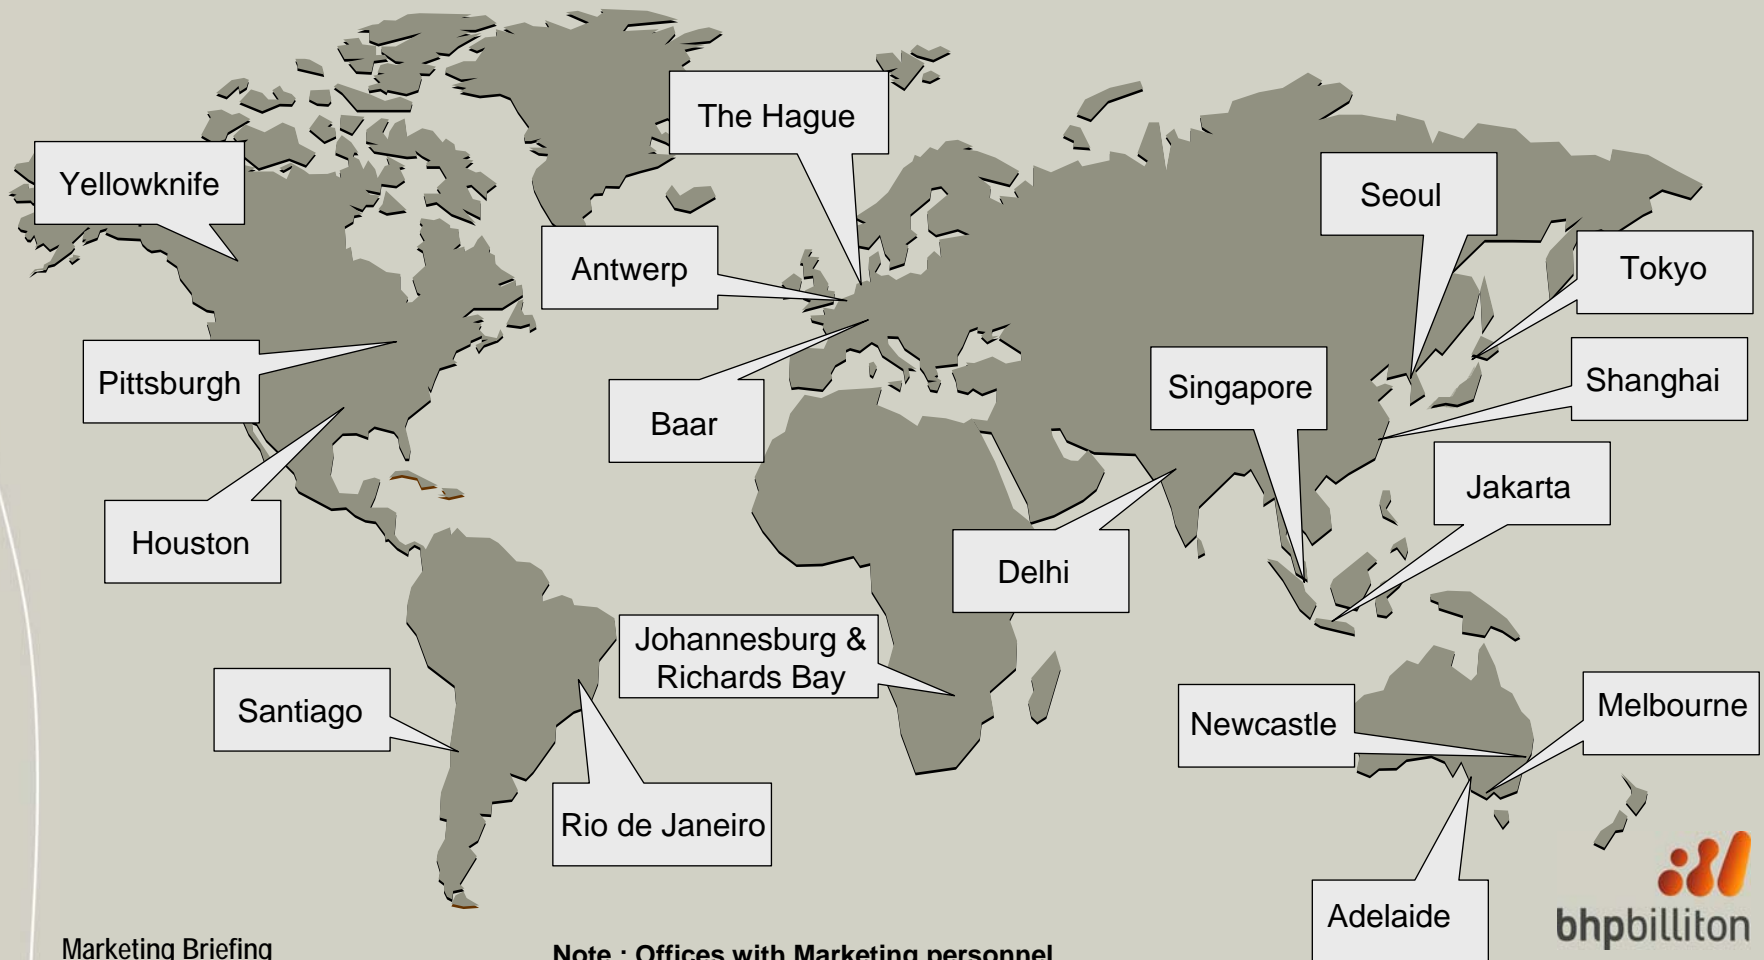 The Hague
Yellowknife
Seoul
Antwerp
Tokyo
Pittsburgh
Baar
Singapore
Shanghai
Houston
Delhi
Jakarta
Johannesburg &
Richards Bay
Santiago
Newcastle
Melbourne
Rio de Janeiro
Adelaide
bhpbilliton
Marketing Briefing
Note : Offices with Marketing personnel